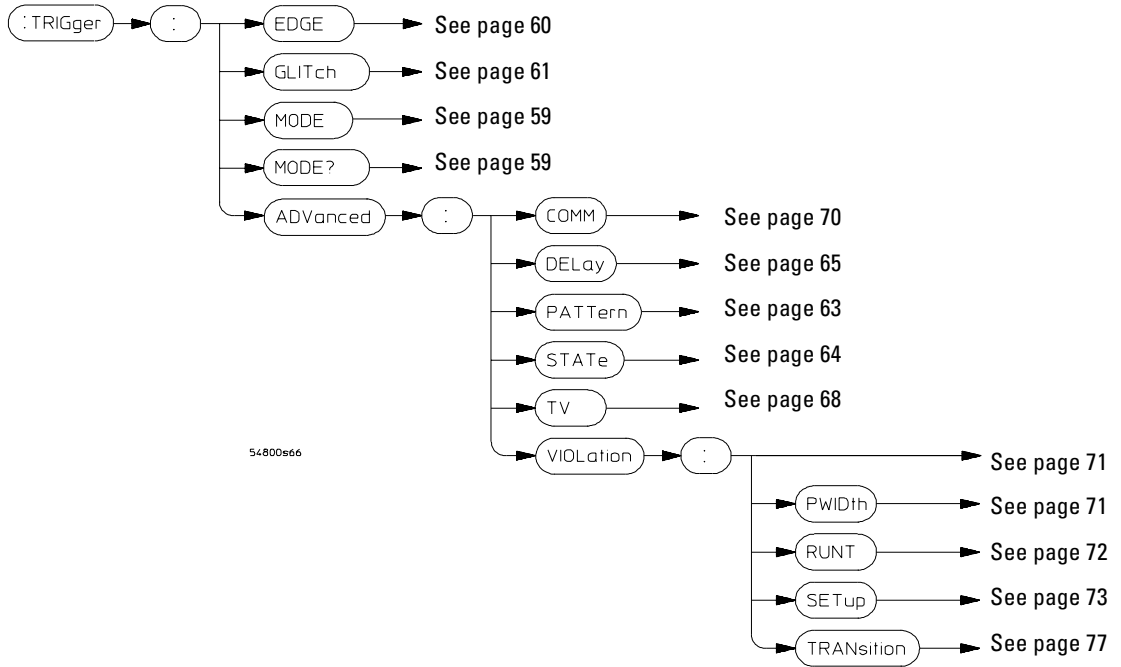 :TRIGger : EDGE See page 60
GLITch See page 61
MODE See page 59
MODE? See page 59
ADVanced : COMM See page 70
DELay See page 65
PATTern See page 63
STATe See page 64
TV See page 68
54800s66 VIOLation : See page 71
PWIDth See page 71
RUNT See page 72
SETup See page 73
TRANsition See page 77